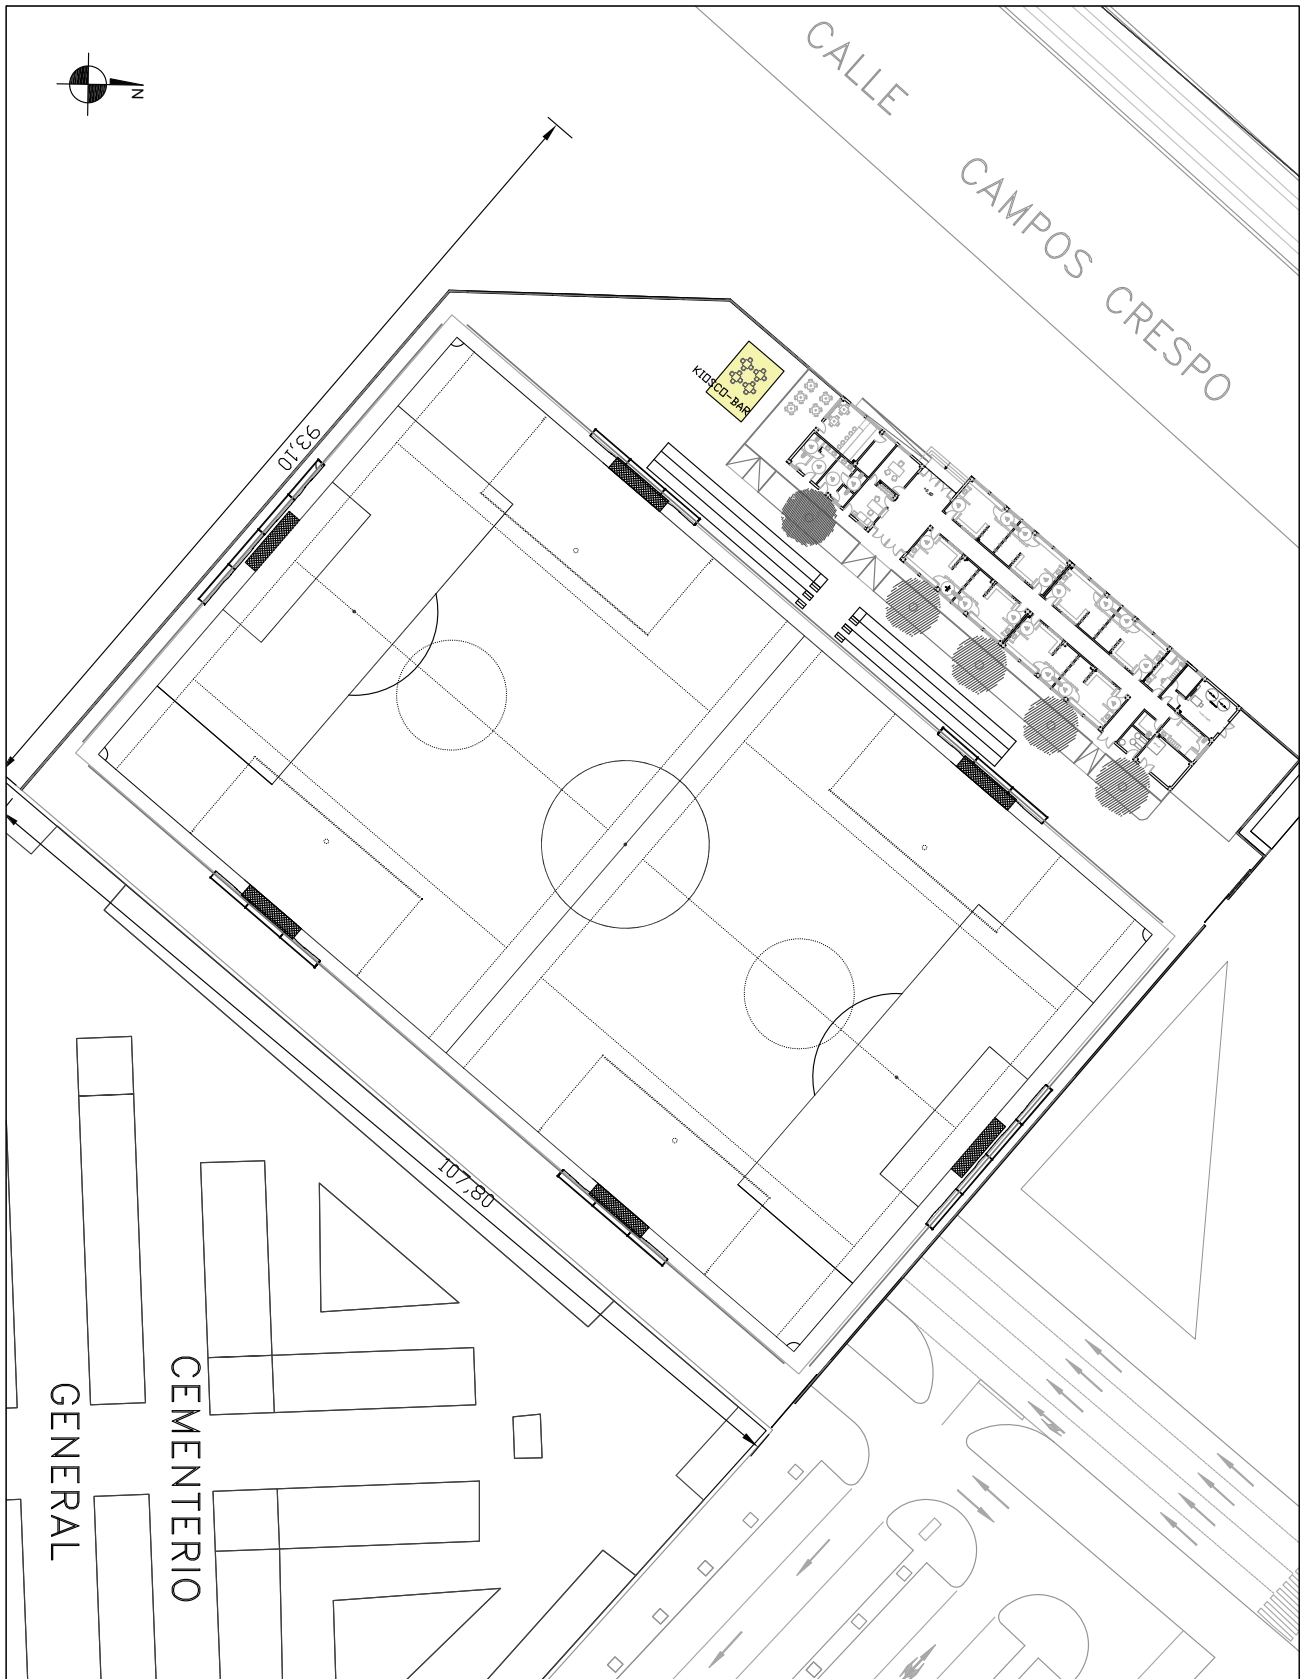 CALLE
CAMPOS CRESPO
N
KIOSCO-BAR
93,10
107,80
CEMENTERIO
GENERAL